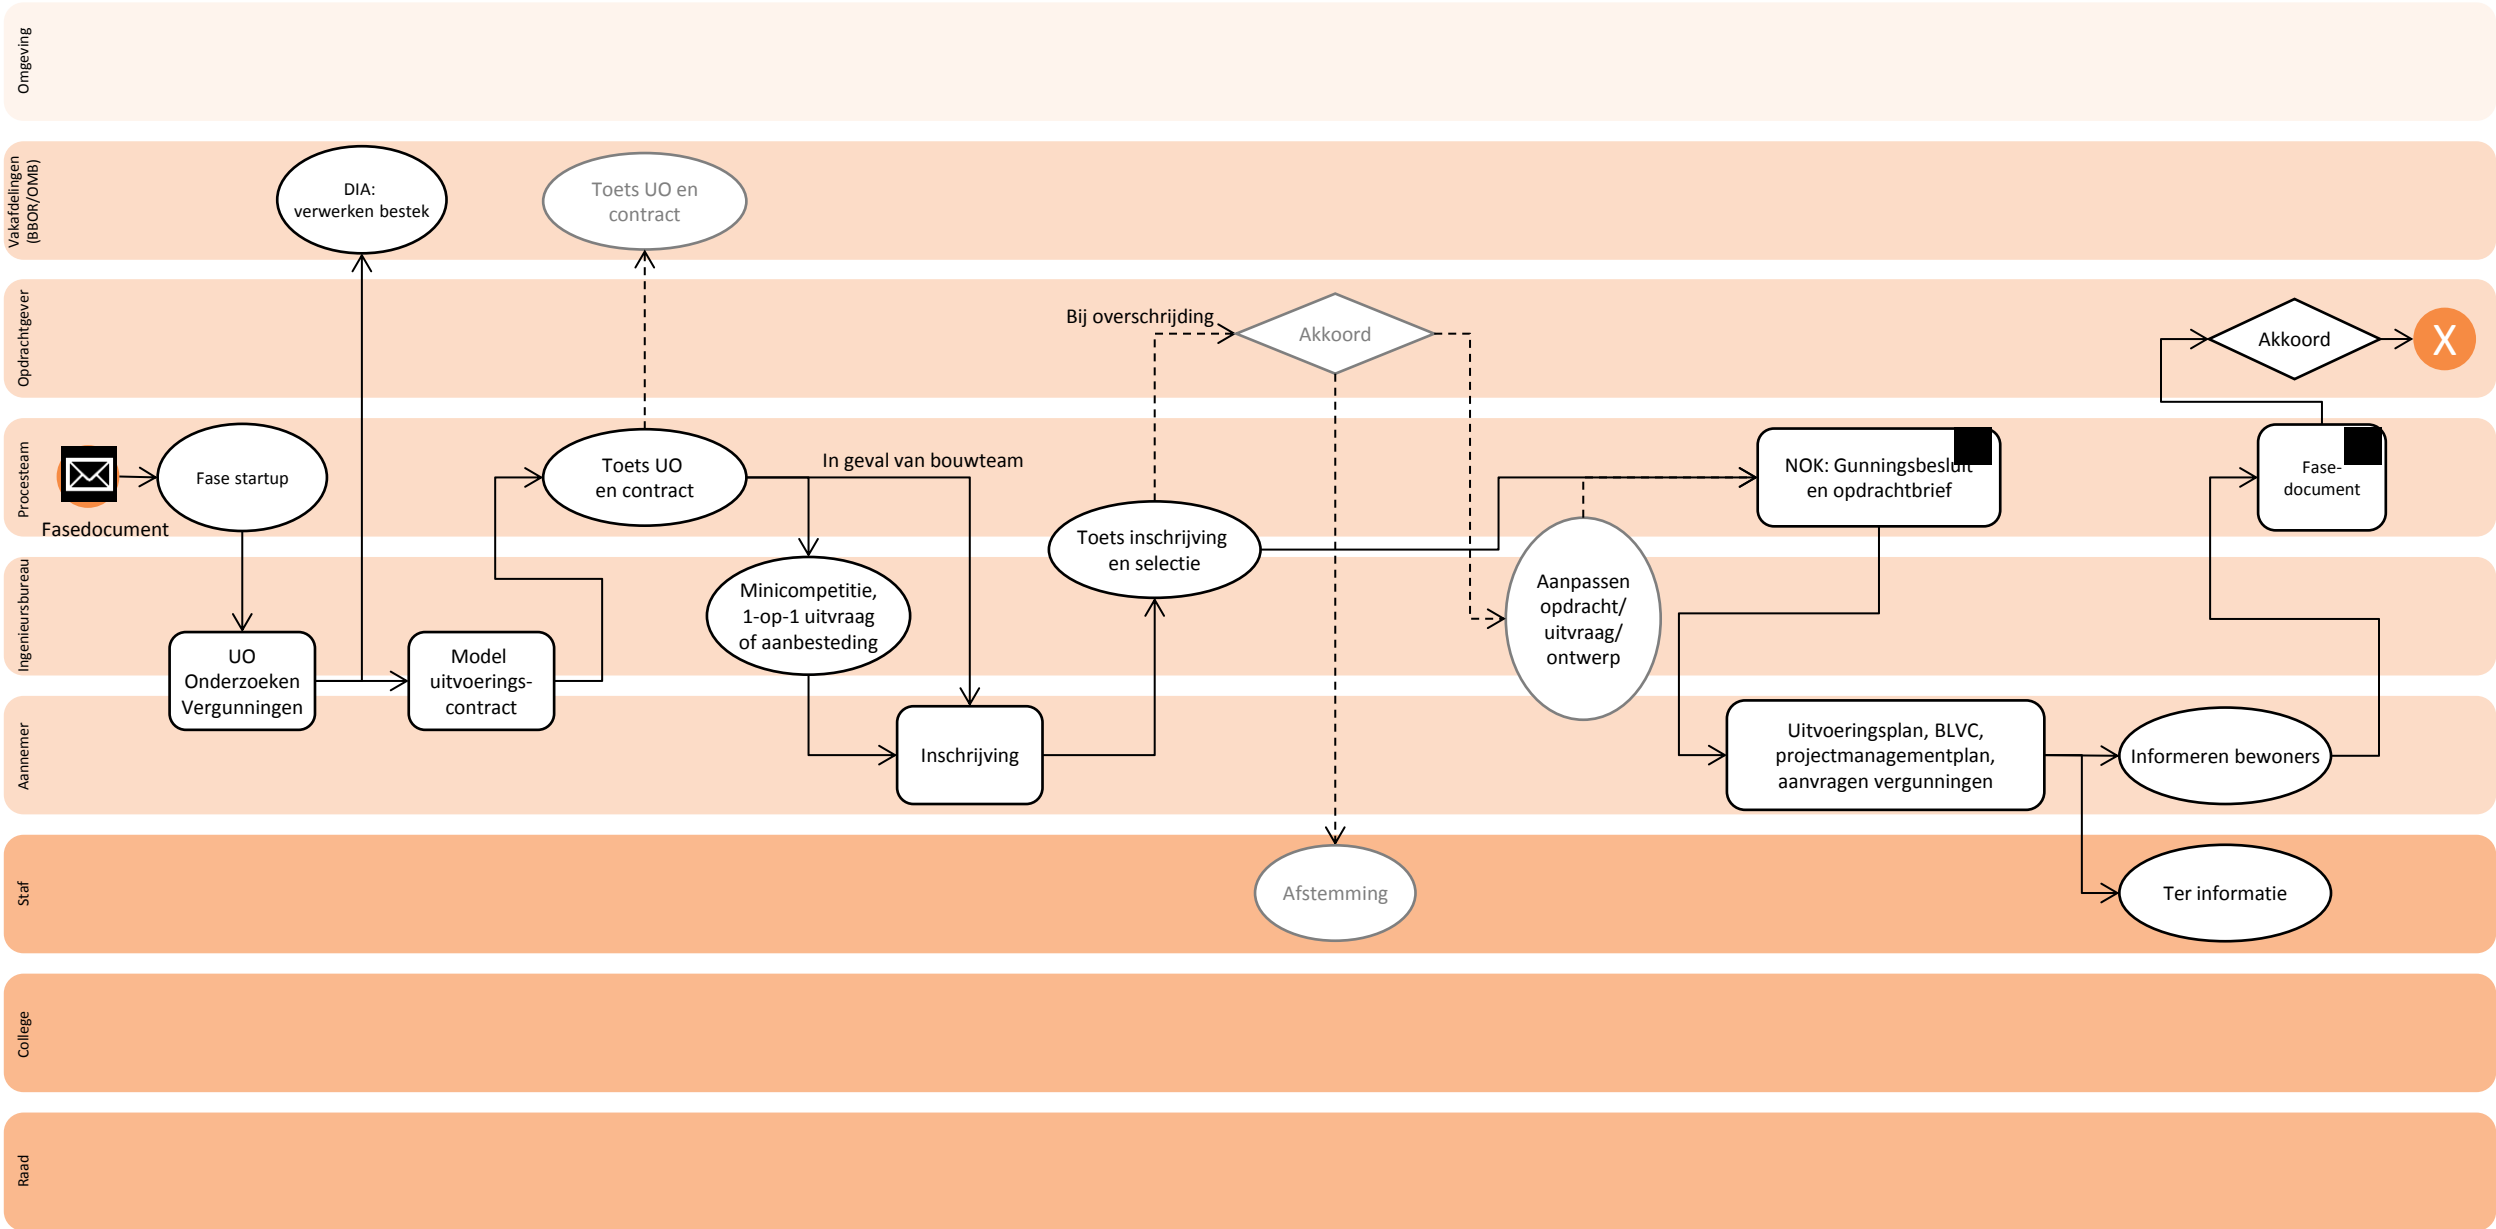 Omgeving
Vakafdelingen
(BBOR/OMB)
DIA:
verwerken bestek
Toets UO en
contract
Opdrachtgever
Bij overschrijding
Akkoord
Akkoord
X
Procesteam
Fasedocument
Fase startup
Toets UO
en contract
In geval van bouwteam
Toets inschrijving
en selectie
NOK: Gunningsbesluit
en opdrachtbrief
Fase-
document
Ingenieursbureau
UO
Onderzoeken
Vergunningen
Model
uitvoerings-
contract
Minicompetitie,
1-op-1 uitvraag
of aanbesteding
Aanpassen
opdracht/
uitvraag/
ontwerp
Aannemer
Inschrijving
Uitvoeringsplan, BLVC,
projectmanagementplan,
aanvragen vergunningen
Informeren bewoners
Staf
Afstemming
Ter informatie
College
Raad